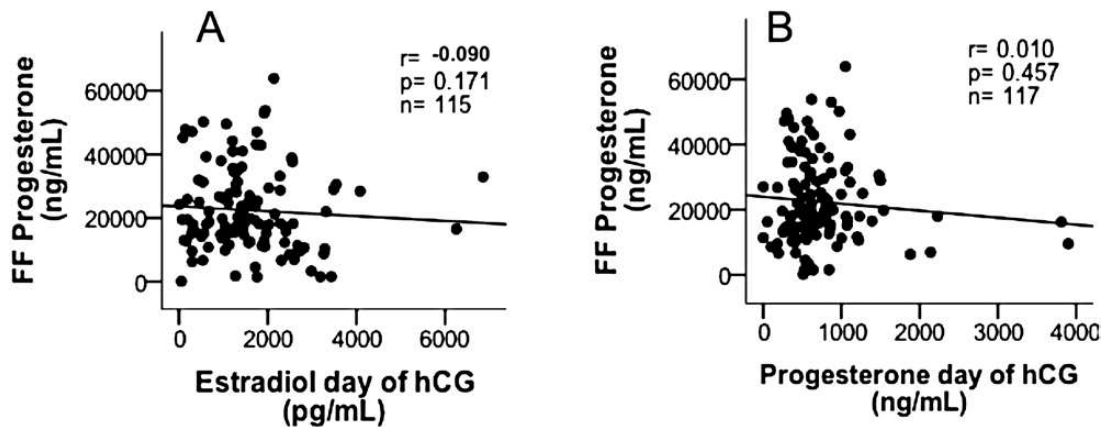 A
r= -0.090
p= 0.171
n= 115
FF Progesterone
(ng/mL)
60000
40000
20000
0
0 2000 4000 6000
Estradiol day of hCG
(pg/mL)
B
r= 0.010
p= 0.457
n= 117
FF Progesterone
(ng/mL)
60000
40000
20000
0
0 1000 2000 3000 4000
Progesterone day of hCG
(ng/mL)